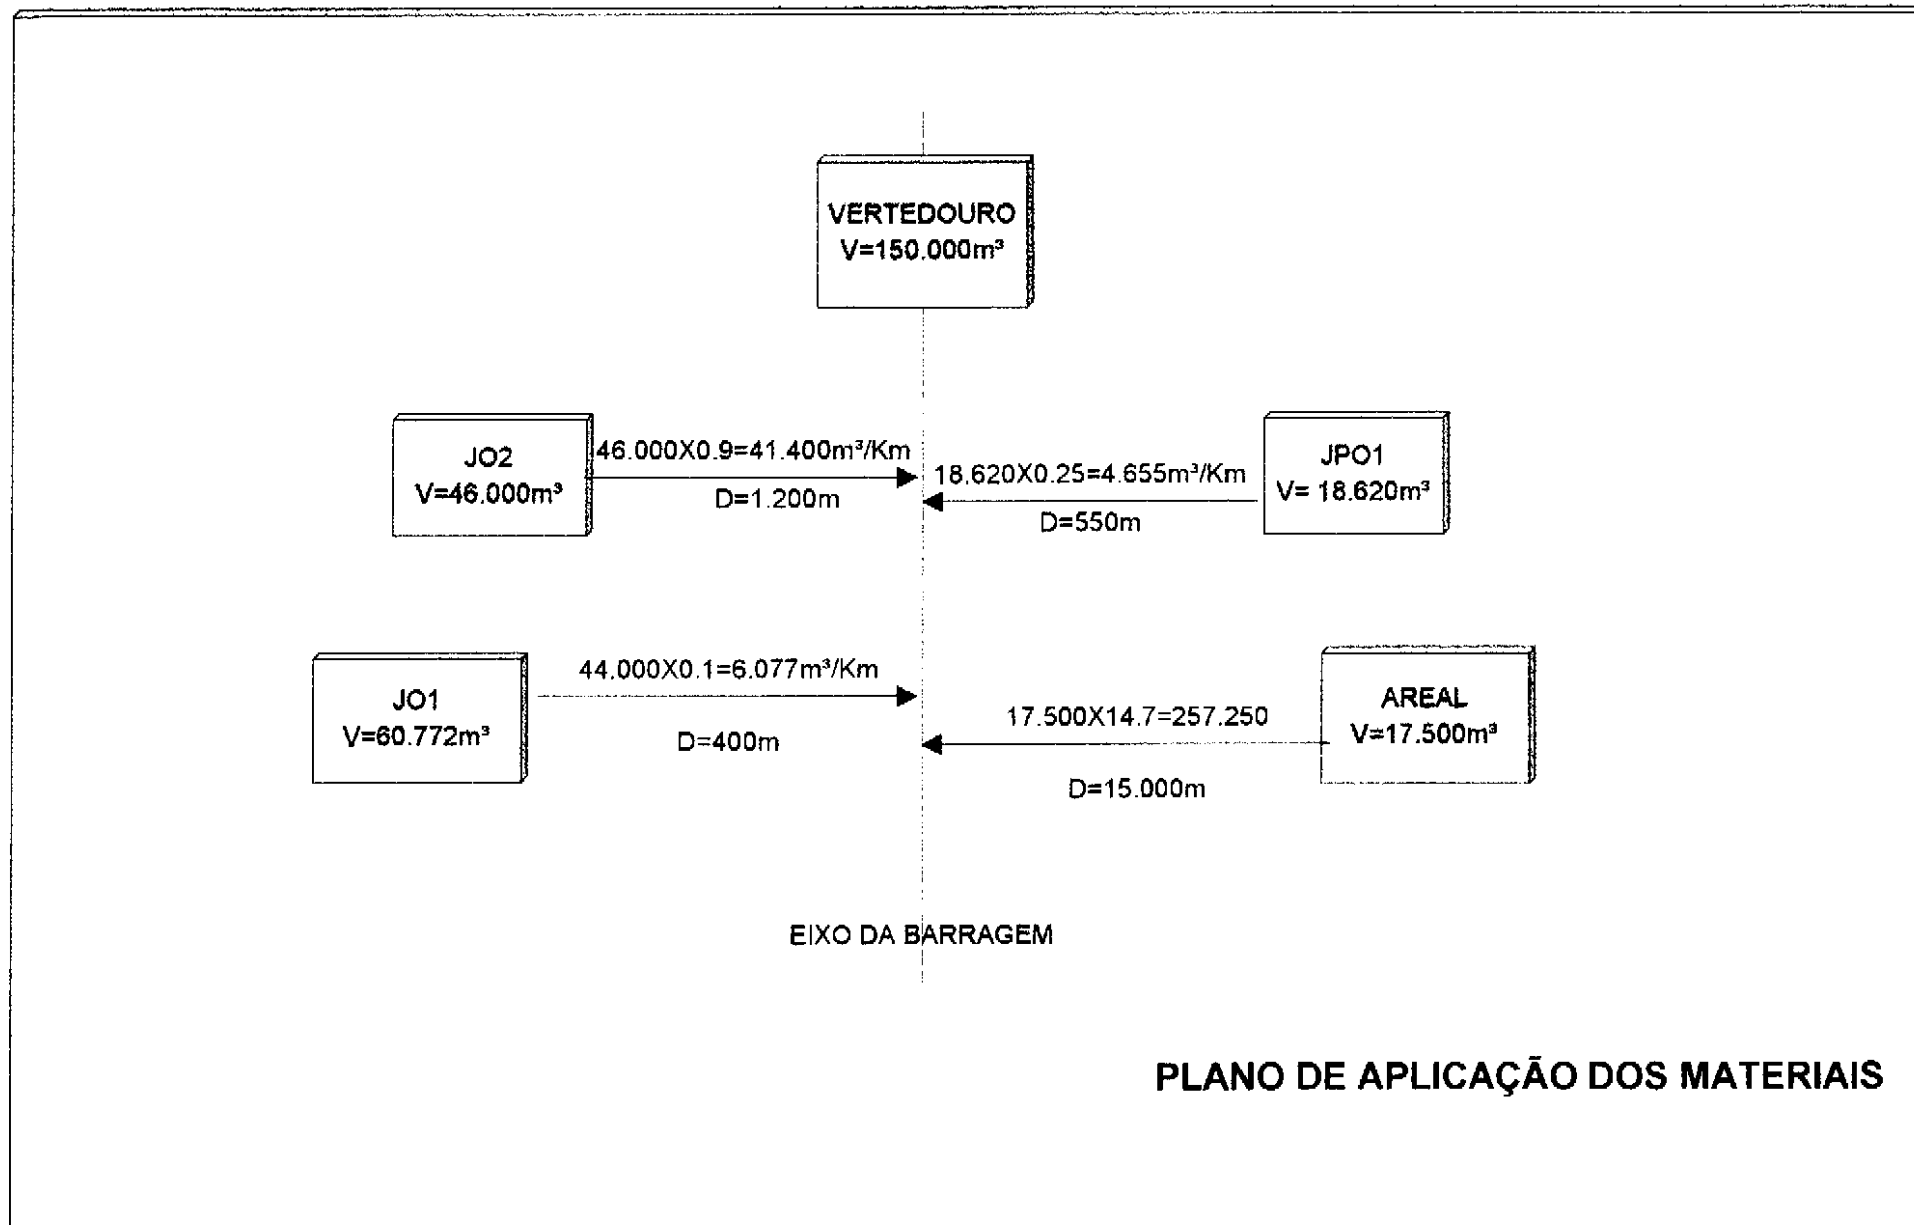 VERTEDOURO
V=150.000m³
JO2
V=46.000m³
46.000X0.9=41.400m³/Km
D=1.200m
18.620X0.25=4.655m³/Km
D=550m
JPO1
V= 18.620m³
JO1
V=60.772m³
44.000X0.1=6.077m³/Km
D=400m
17.500X14.7=257.250
D=15.000m
AREAL
V=17.500m³
EIXO DA BARRAGEM
PLANO DE APLICAÇÃO DOS MATERIAIS